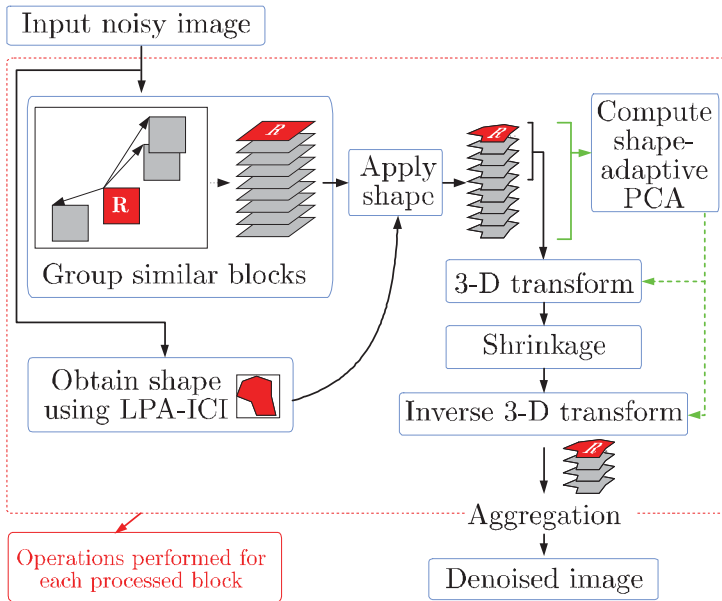 Input noisy image
R
R
Group similar blocks
Apply
shape
R
Compute
shape-
adaptive
PCA
3-D transform
Shrinkage
Obtain shape
using LPA-ICI
Inverse 3-D transform
R
Aggregation
Operations performed for
each processed block
Denoised image